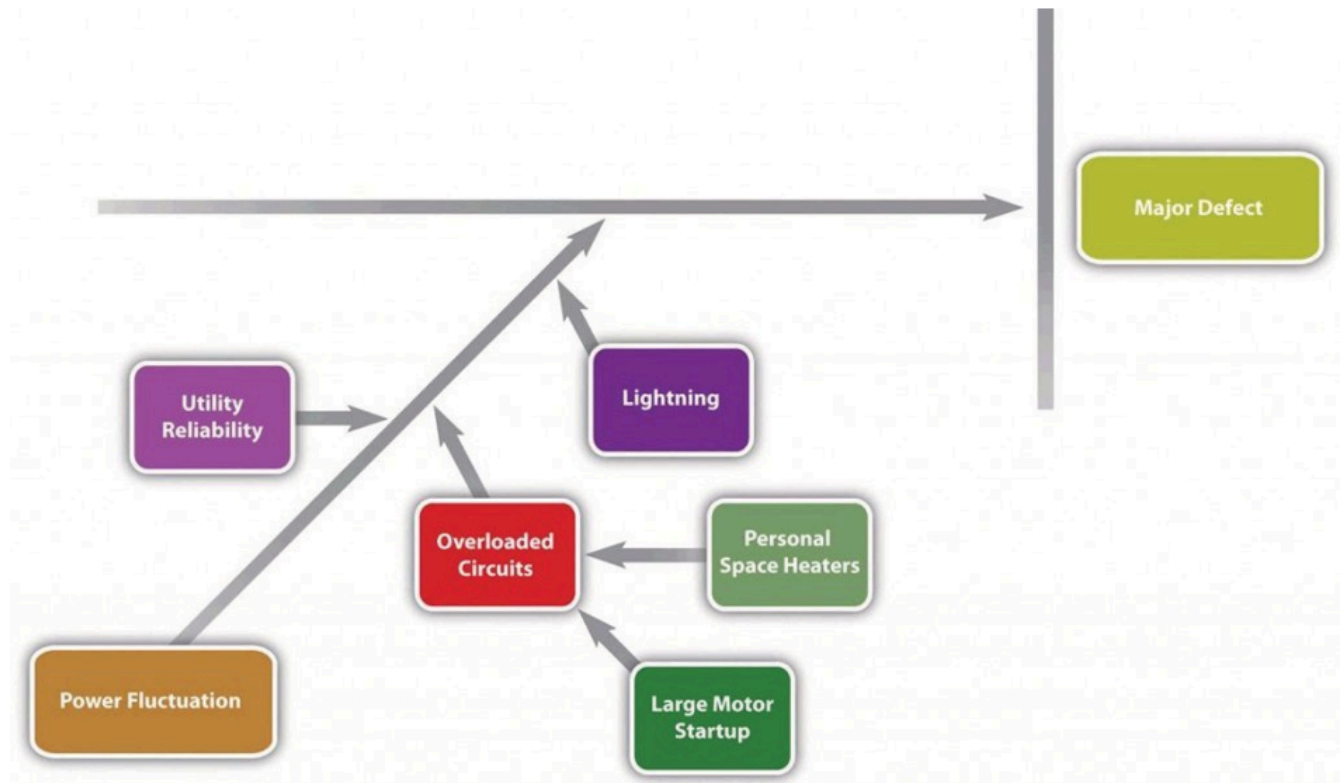 Major Defect
Utility
Reliability
Lightning
Overloaded
Circuits
Personal
Space Heaters
Power Fluctuation
Large Motor
Startup